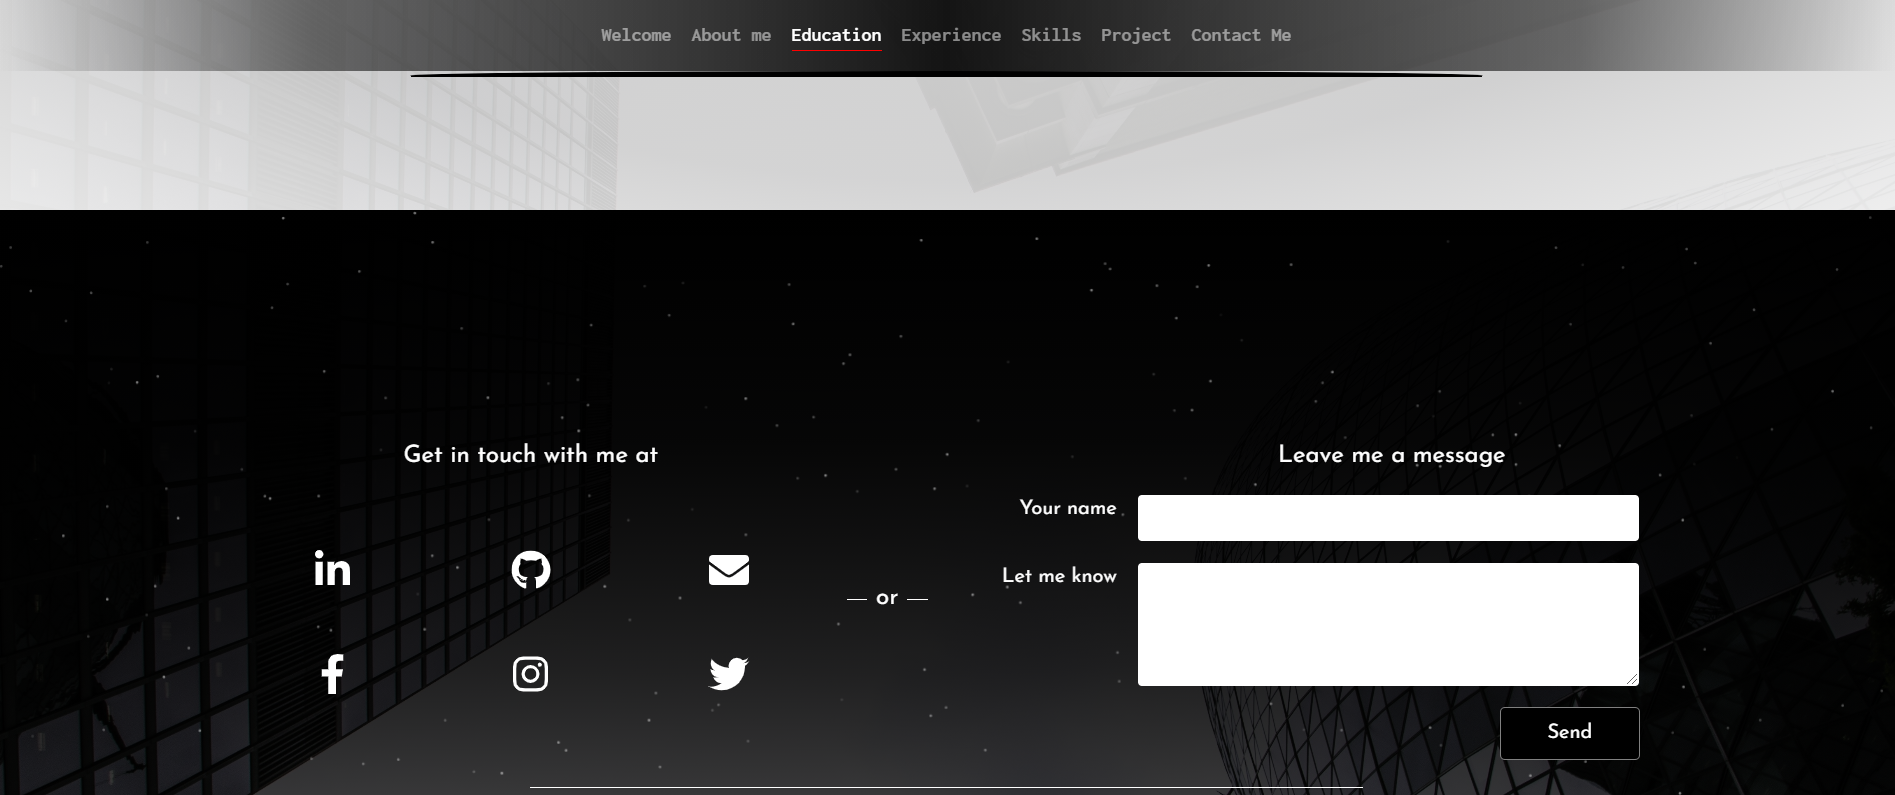 Welcome About me Education Experience Skills Project Contact Me
Get in touch with me at
or
Leave me a message
Your name
Let me know
Send